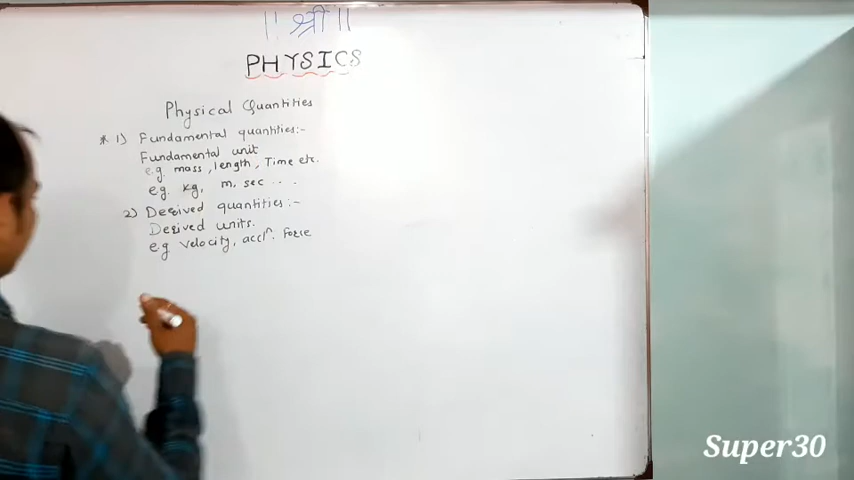 || श्री ||
PHYSICS
Physical Quantities
* 1) Fundamental quantities:-
Fundamental unit
e.g. mass, length, Time etc.
eg. kg, m, sec ....
2) Derived quantities:-
Derived units.
e.g velocity, accln. force
Super30